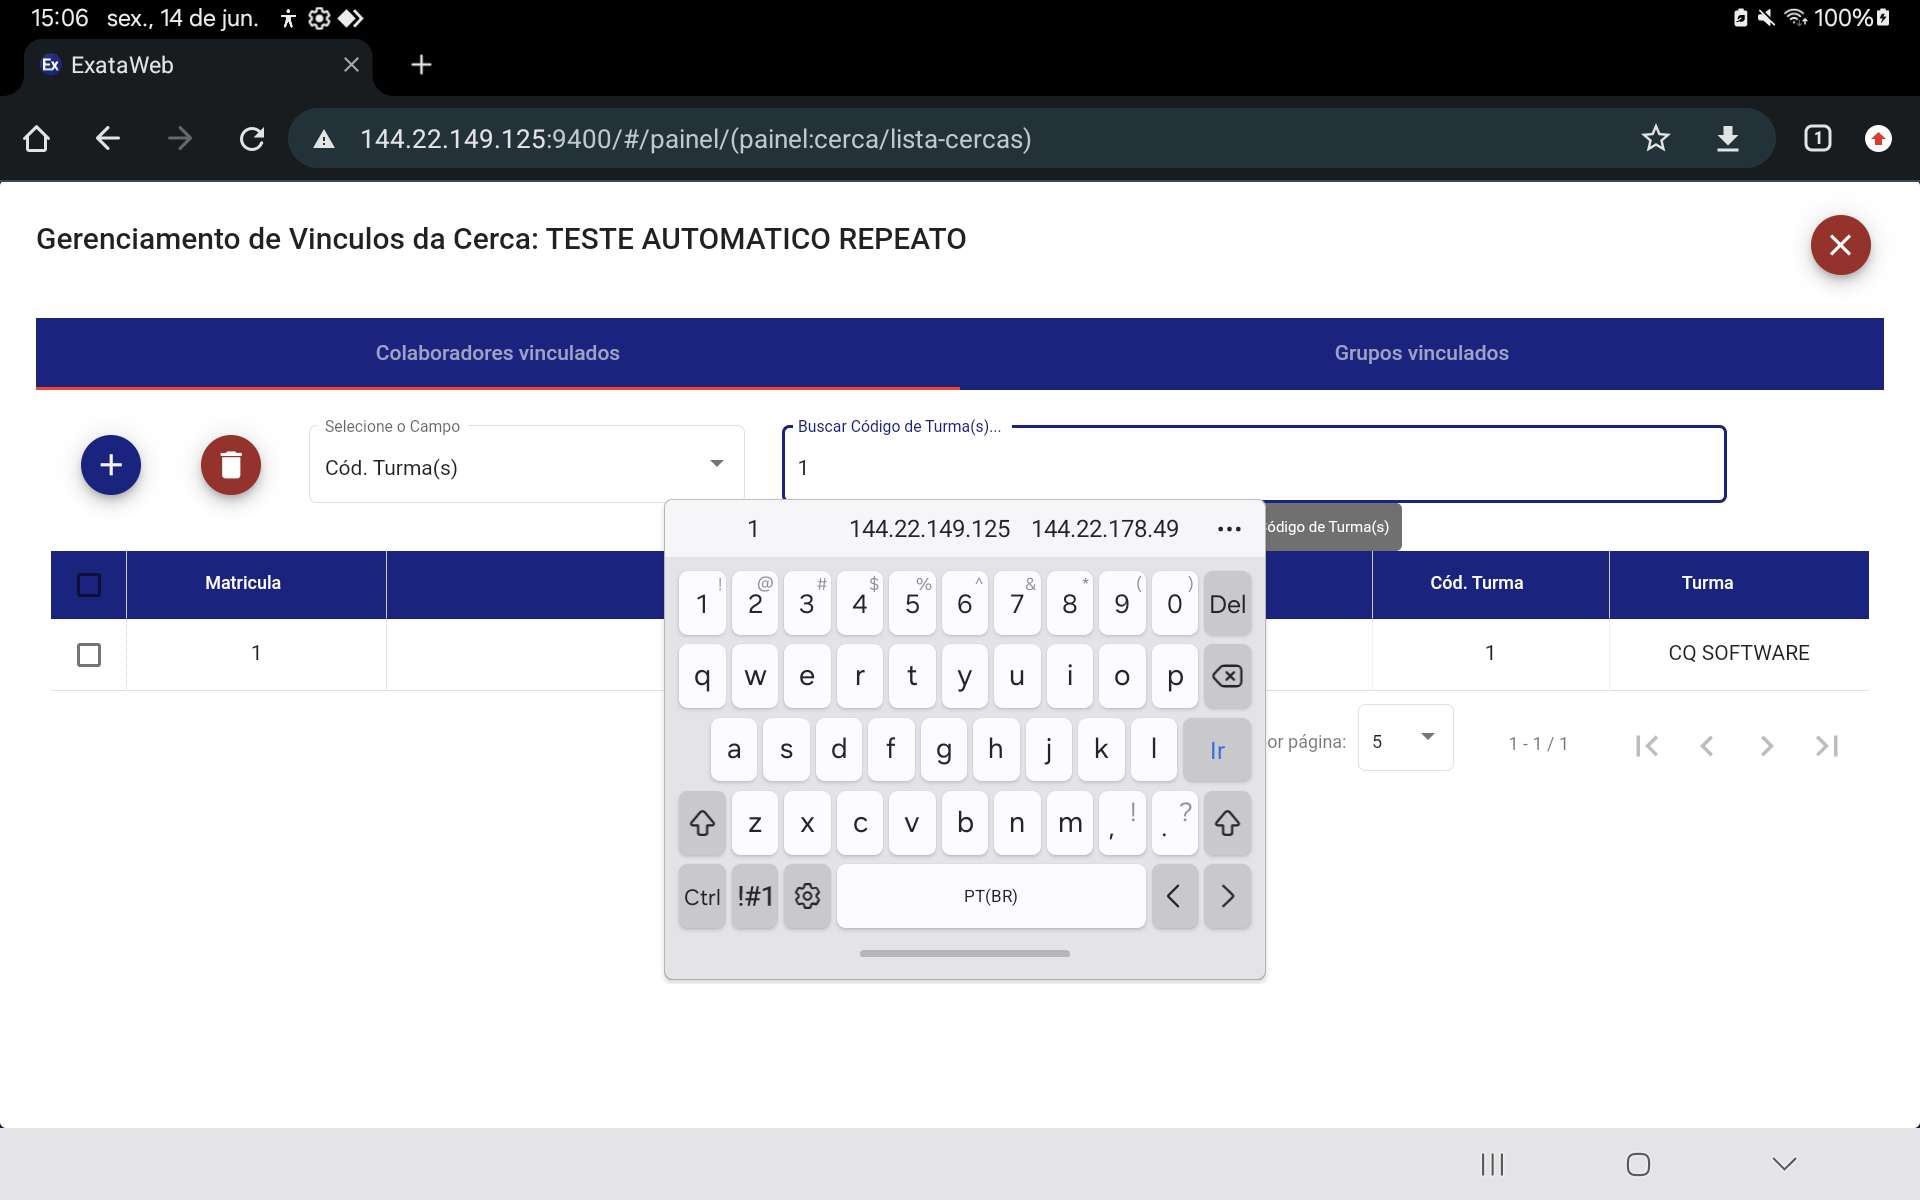 15:06 sex., 14 de jun. 100%
Ex ExataWeb
144.22.149.125:9400/#/painel/(painel:cerca/lista-cercas) 1
Gerenciamento de Vinculos da Cerca: TESTE AUTOMATICO REPEATO
Colaboradores vinculados Grupos vinculados
Selecione o Campo Buscar Código de Turma(s)...
Cód. Turma(s) 1
1 144.22.149.125 144.22.178.49 ... ódigo de Turma(s)
Matricula Cód. Turma Turma
1 1 CQ SOFTWARE
or página: 5 1 - 1 / 1
! @ # $ % ^ & * ( )
1 2 3 4 5 6 7 8 9 0 Del
q w e r t y u i o p
a s d f g h j k l Ir
z x c v b n m , ! . ?
Ctrl !#1 PT(BR)